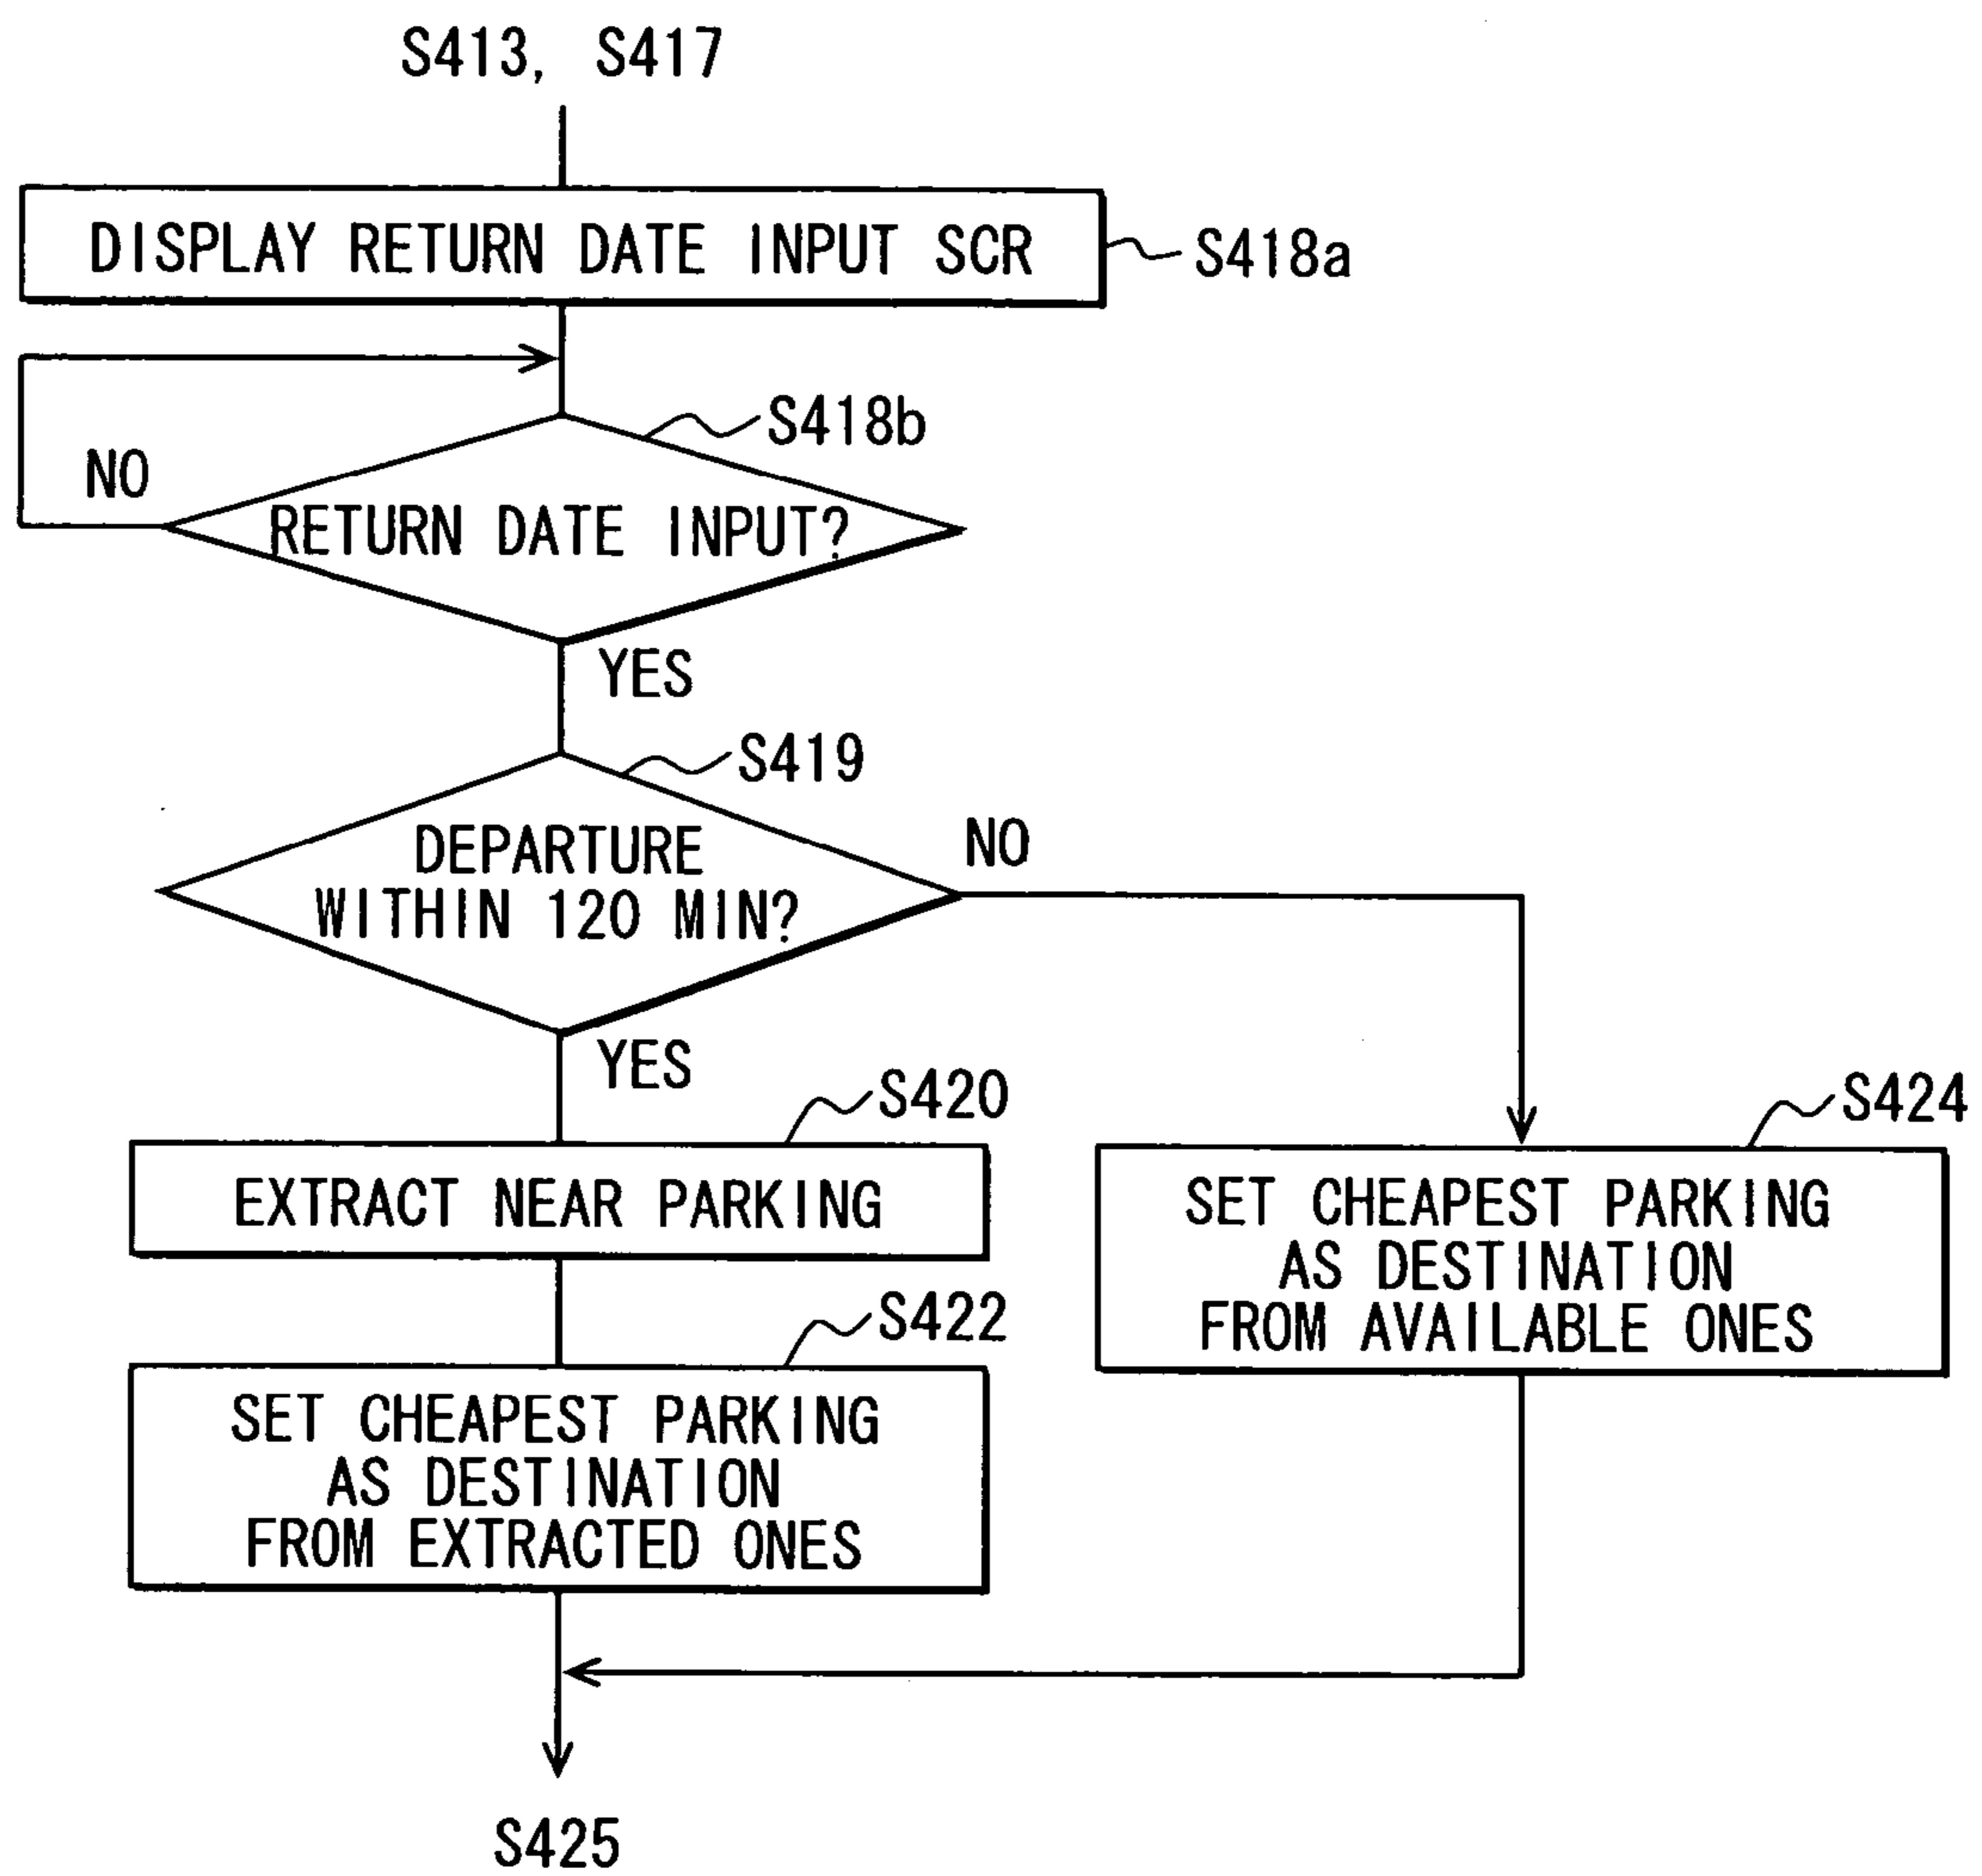 S413, S417
DISPLAY RETURN DATE INPUT SCR
S418a
S418b
NO
RETURN DATE INPUT?
YES
S419
DEPARTURE
WITHIN 120 MIN?
NO
YES
S420
EXTRACT NEAR PARKING
S424
SET CHEAPEST PARKING
AS DESTINATION
FROM AVAILABLE ONES
S422
SET CHEAPEST PARKING
AS DESTINATION
FROM EXTRACTED ONES
S425